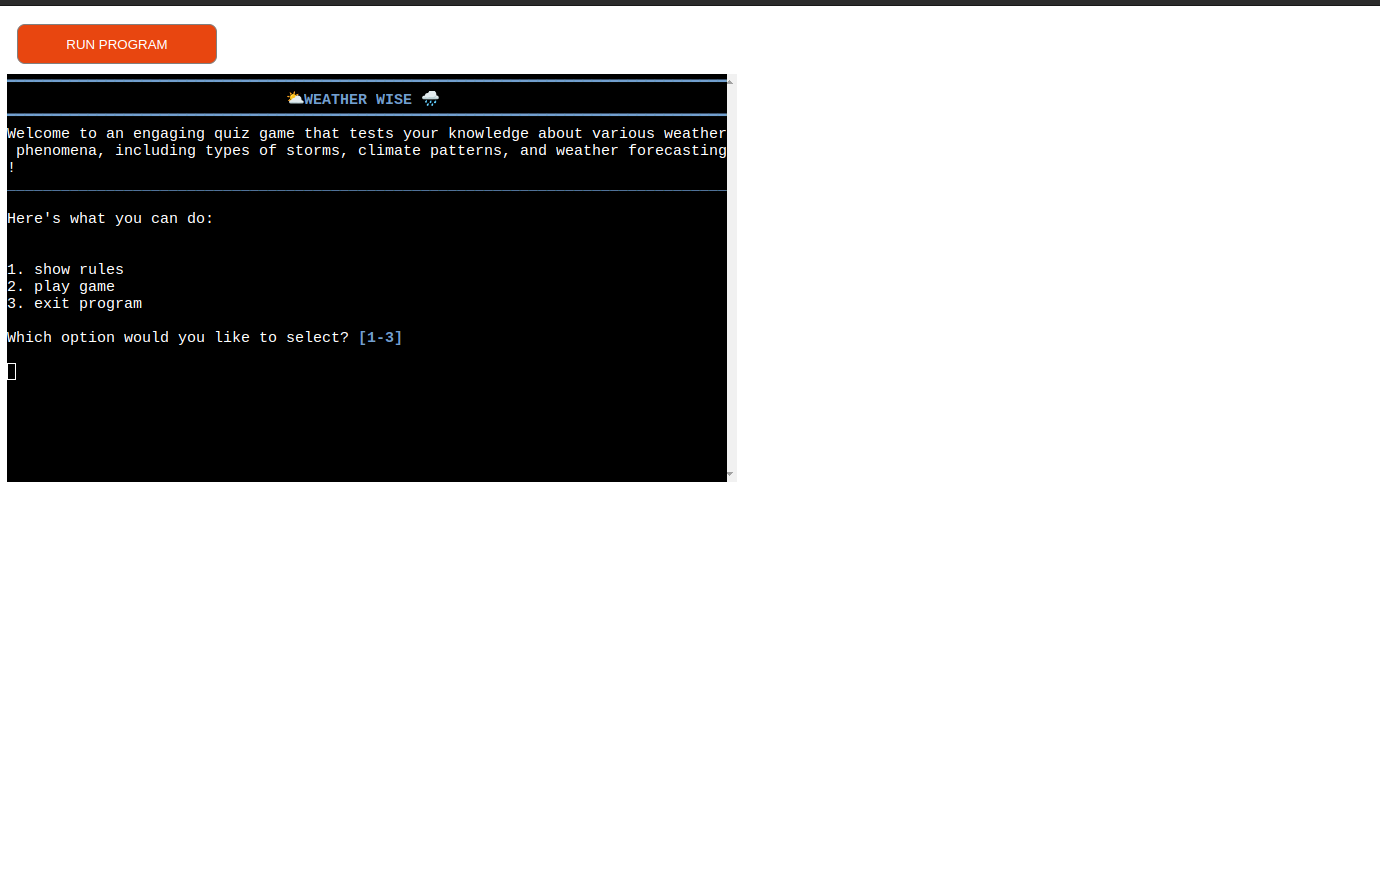 RUN PROGRAM
⛅WEATHER WISE 🌧️
Welcome to an engaging quiz game that tests your knowledge about various weather
phenomena, including types of storms, climate patterns, and weather forecasting
!
Here's what you can do:
1. show rules
2. play game
3. exit program
Which option would you like to select? [1-3]